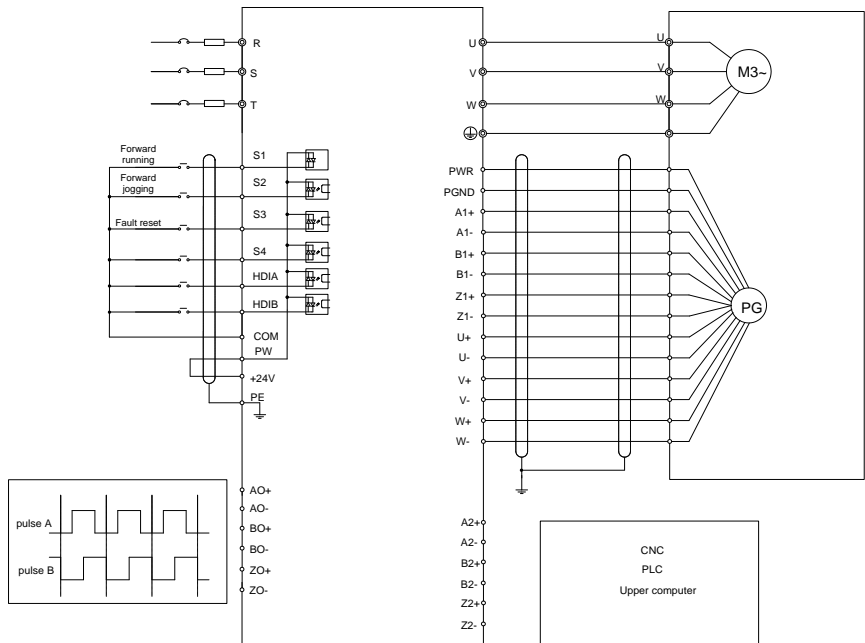 R
S
T
Forward
running
Forward
jogging
Fault reset
S1
S2
S3
S4
HDIA
HDIB
COM
PW
+24V
PE
U
V
W
U
V
W
M3~
PWR
PGND
A1+
A1-
B1+
B1-
Z1+
Z1-
U+
U-
V+
V-
W+
W-
PG
pulse A
pulse B
AO+
AO-
BO+
BO-
ZO+
ZO-
A2+
A2-
B2+
B2-
Z2+
Z2-
CNC
PLC
Upper computer